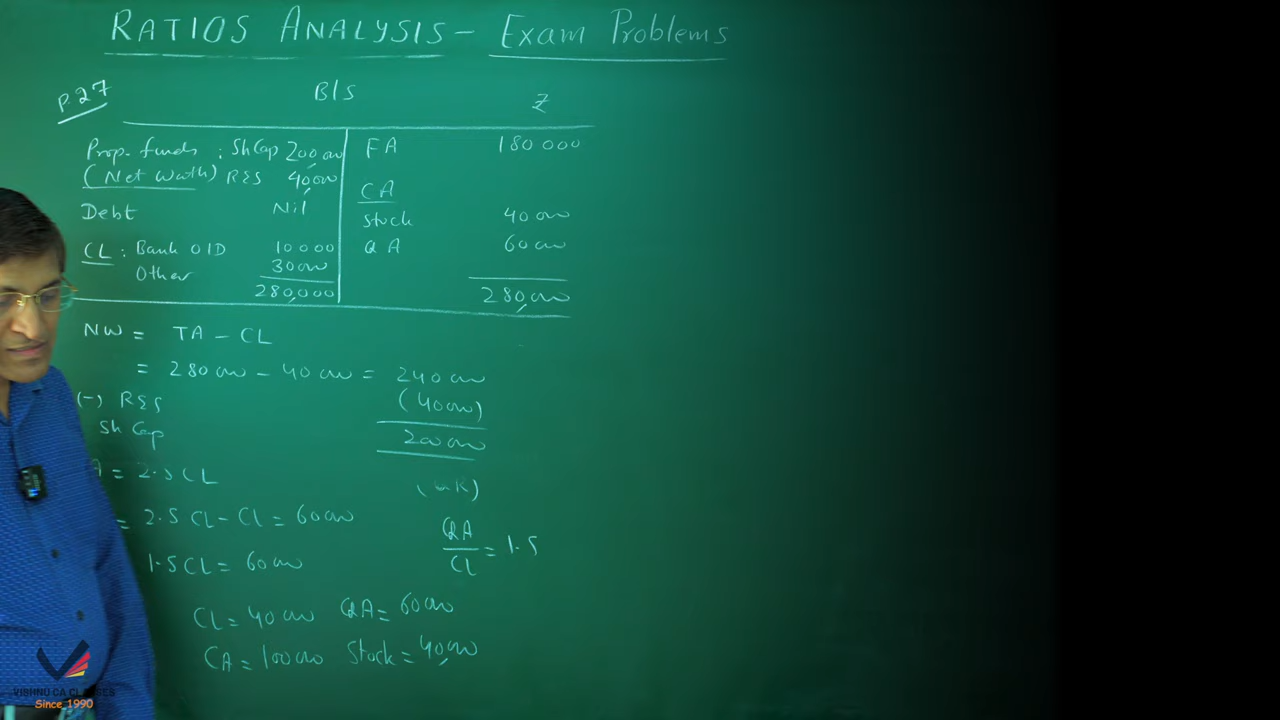 RATIOS ANALYSIS - Exam Problems
P.27
B/S
Z
Prop. funds : Sh Cap 200,000 FA 180 000
(Net Worth) R&S 40,000 CA
Debt Nil Stock 40 000
CL : Bank O/D 10 000 QA 60 000
Other 30 000
280,000 280,000
NW = TA - CL
= 280 000 - 40 000 = 240 000
(-) R&S (40 000)
Sh Cap 200 000
= 2.5 CL
= 2.5 CL - CL = 60 000
1.5 CL = 60 000
QA/CL = 1.5
CL = 40 000 QA = 60 000
CA = 100 000 Stock = 40,000
VISHNU CA CLASSES
Since 1990